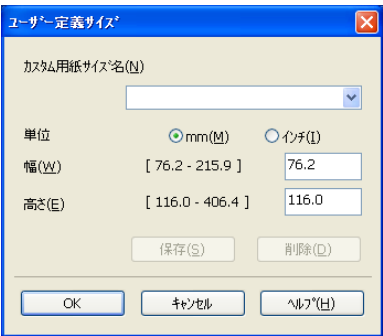 ユーザー定義サイズ
カスタム用紙サイズ名(N)
単位 mm(M) インチ(I)
幅(W) [ 76.2 - 215.9 ] 76.2
高さ(E) [ 116.0 - 406.4 ] 116.0
保存(S) 削除(D)
OK キャンセル ヘルプ(H)